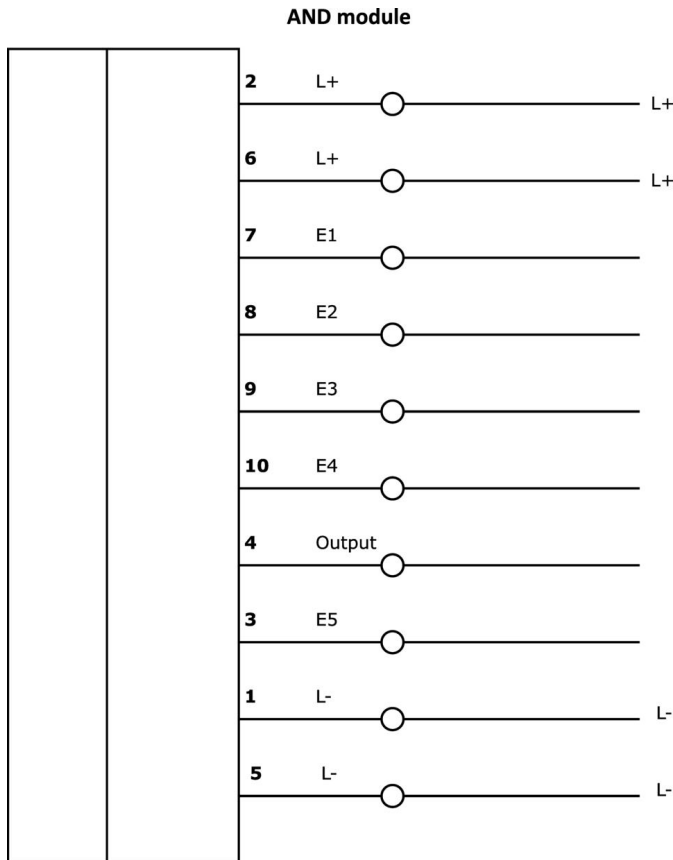 AND module
2 L+ L+
6 L+ L+
7 E1
8 E2
9 E3
10 E4
4 Output
3 E5
1 L- L-
5 L- L-